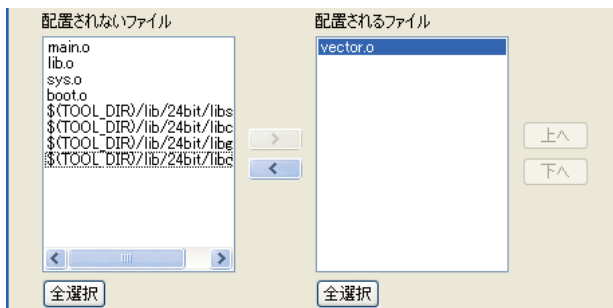 配置されないファイル
配置されるファイル
main.o
lib.o
sys.o
boot.o
$(TOOL_DIR)/lib/24bit/libs
$(TOOL_DIR)/lib/24bit/libc
$(TOOL_DIR)/lib/24bit/libg
$(TOOL_DIR)/lib/24bit/libc
vector.o
>
<
上へ
下へ
全選択
全選択